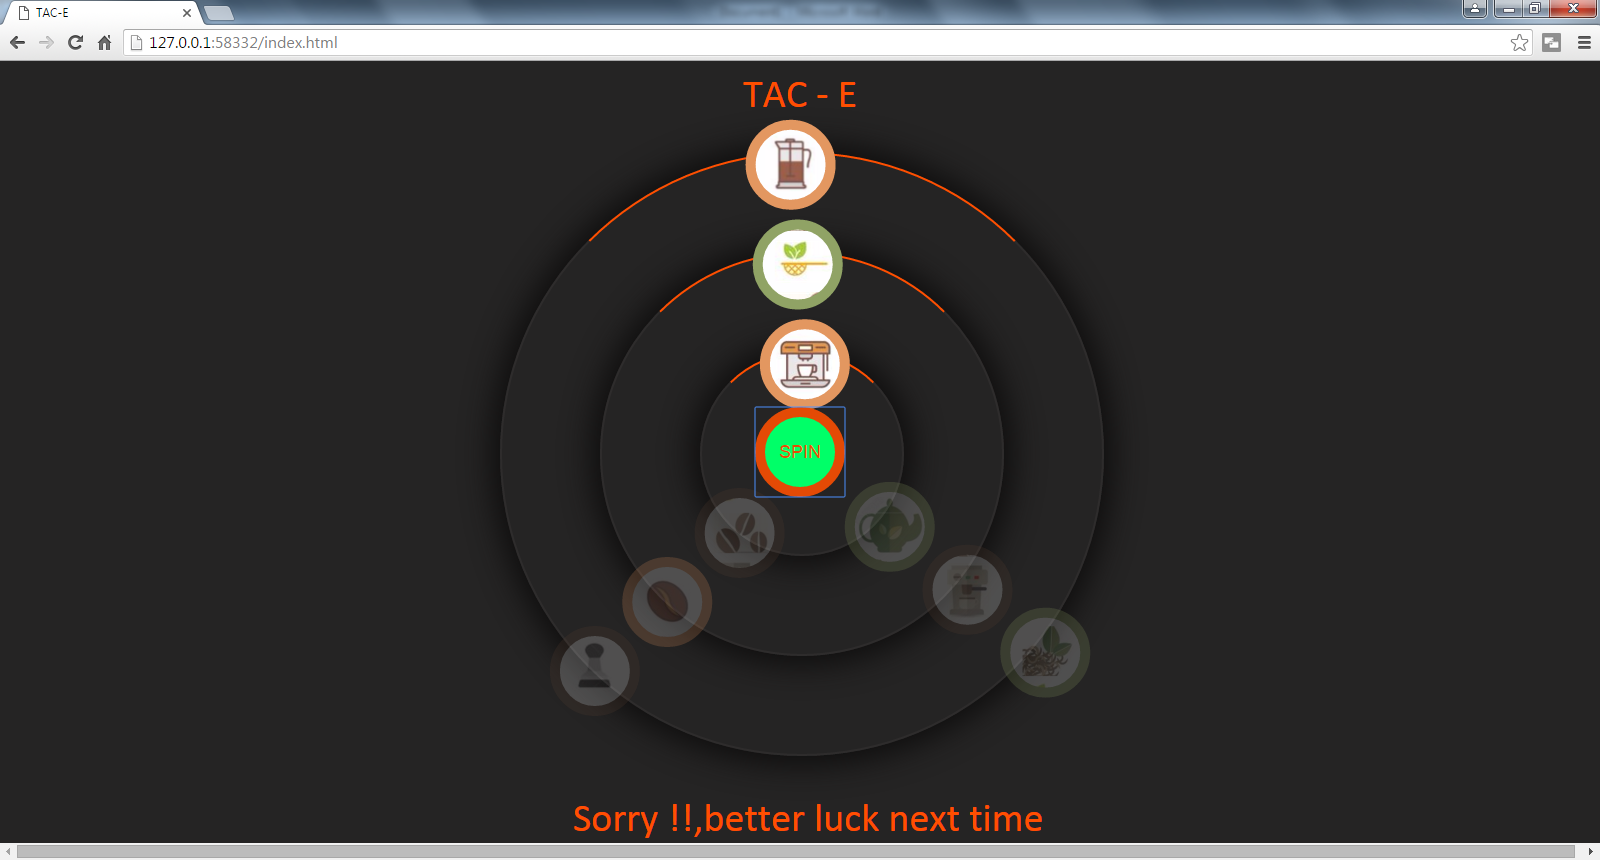 TAC-E
127.0.0.1:58332/index.html
TAC - E
SPIN
Sorry !!,better luck next time